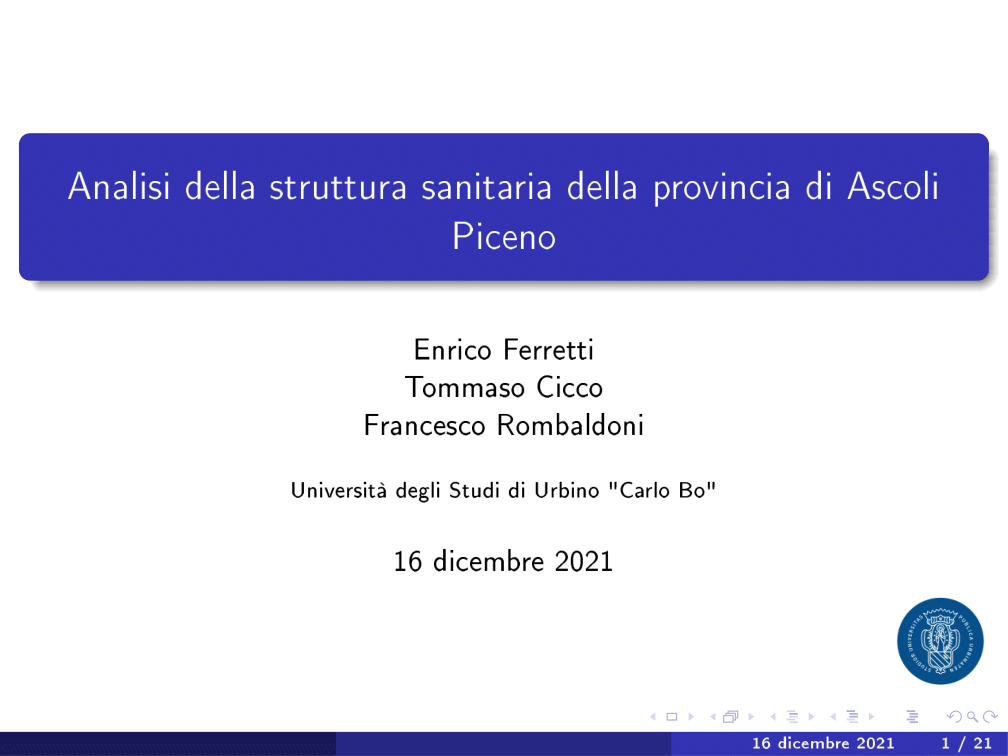 Analisi della struttura sanitaria della provincia di Ascoli
Piceno
Enrico Ferretti
Tommaso Cicco
Francesco Rombaldoni
Università degli Studi di Urbino "Carlo Bo"
16 dicembre 2021
16 dicembre 2021 1 / 21